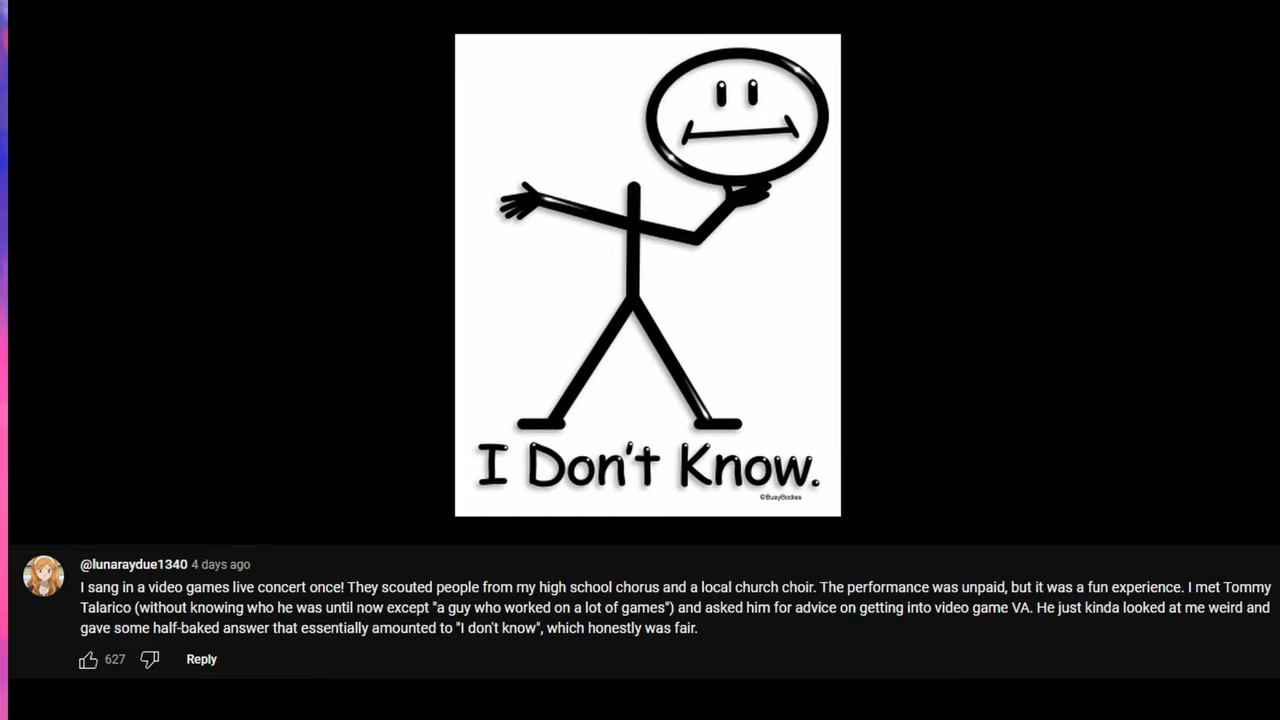 I Don't Know.
©BusyBodies
@lunaraydue1340 4 days ago
I sang in a video games live concert once! They scouted people from my high school chorus and a local church choir. The performance was unpaid, but it was a fun experience. I met Tommy
Talarico (without knowing who he was until now except "a guy who worked on a lot of games") and asked him for advice on getting into video game VA. He just kinda looked at me weird and
gave some half-baked answer that essentially amounted to "I don't know", which honestly was fair.
627 Reply